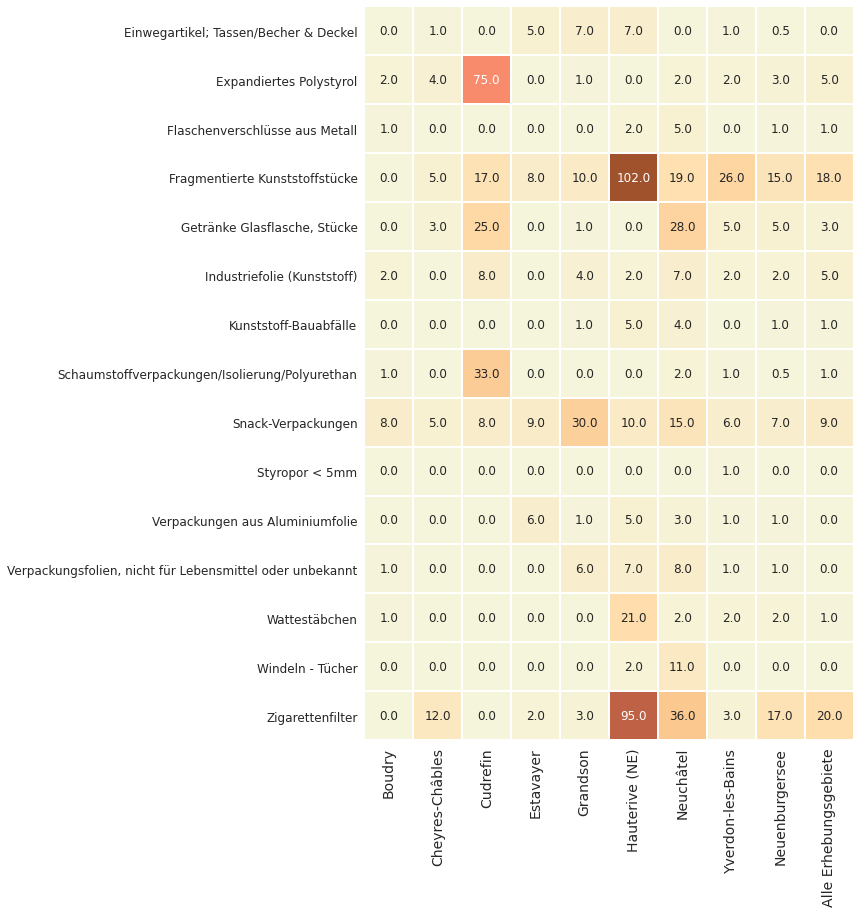 Einwegartikel; Tassen/Becher & Deckel 0.0 1.0 0.0 5.0 7.0 7.0 0.0 1.0 0.5 0.0
Expandiertes Polystyrol 2.0 4.0 75.0 0.0 1.0 0.0 2.0 2.0 3.0 5.0
Flaschenverschlüsse aus Metall 1.0 0.0 0.0 0.0 0.0 2.0 5.0 0.0 1.0 1.0
Fragmentierte Kunststoffstücke 0.0 5.0 17.0 8.0 10.0 102.0 19.0 26.0 15.0 18.0
Getränke Glasflasche, Stücke 0.0 3.0 25.0 0.0 1.0 0.0 28.0 5.0 5.0 3.0
Industriefolie (Kunststoff) 2.0 0.0 8.0 0.0 4.0 2.0 7.0 2.0 2.0 5.0
Kunststoff-Bauabfälle 0.0 0.0 0.0 0.0 1.0 5.0 4.0 0.0 1.0 1.0
Schaumstoffverpackungen/Isolierung/Polyurethan 1.0 0.0 33.0 0.0 0.0 0.0 2.0 1.0 0.5 1.0
Snack-Verpackungen 8.0 5.0 8.0 9.0 30.0 10.0 15.0 6.0 7.0 9.0
Styropor < 5mm 0.0 0.0 0.0 0.0 0.0 0.0 0.0 1.0 0.0 0.0
Verpackungen aus Aluminiumfolie 0.0 0.0 0.0 6.0 1.0 5.0 3.0 1.0 1.0 0.0
Verpackungsfolien, nicht für Lebensmittel oder unbekannt 1.0 0.0 0.0 0.0 6.0 7.0 8.0 1.0 1.0 0.0
Wattestäbchen 1.0 0.0 0.0 0.0 0.0 21.0 2.0 2.0 2.0 1.0
Windeln - Tücher 0.0 0.0 0.0 0.0 0.0 2.0 11.0 0.0 0.0 0.0
Zigarettenfilter 0.0 12.0 0.0 2.0 3.0 95.0 36.0 3.0 17.0 20.0
Boudry
Cheyres-Châbles
Cudrefin
Estavayer
Grandson
Hauterive (NE)
Neuchâtel
Yverdon-les-Bains
Neuenburgersee
Alle Erhebungsgebiete